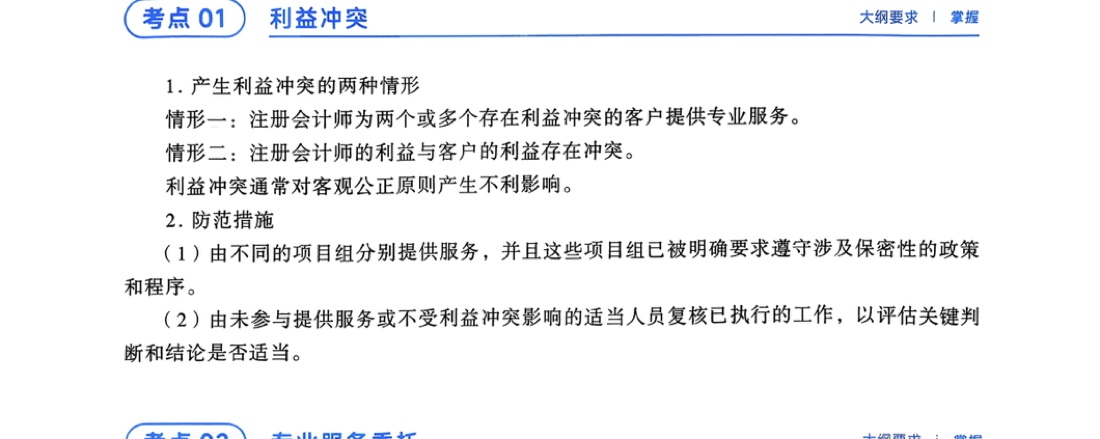 考点 01 利益冲突 大纲要求 | 掌握
1. 产生利益冲突的两种情形
情形一：注册会计师为两个或多个存在利益冲突的客户提供专业服务。
情形二：注册会计师的利益与客户的利益存在冲突。
利益冲突通常对客观公正原则产生不利影响。
2. 防范措施
（1）由不同的项目组分别提供服务，并且这些项目组已被明确要求遵守涉及保密性的政策
和程序。
（2）由未参与提供服务或不受利益冲突影响的适当人员复核已执行的工作，以评估关键判
断和结论是否适当。